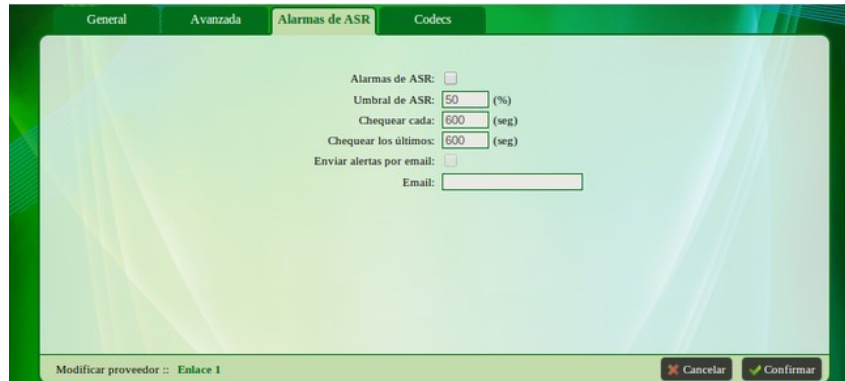 General Avanzada Alarmas de ASR Codecs
Alarmas de ASR:
Umbral de ASR: 50 (%)
Chequear cada: 600 (seg)
Chequear los últimos: 600 (seg)
Enviar alertas por email:
Email:
Modificar proveedor :: Enlace 1 Cancelar Confirmar